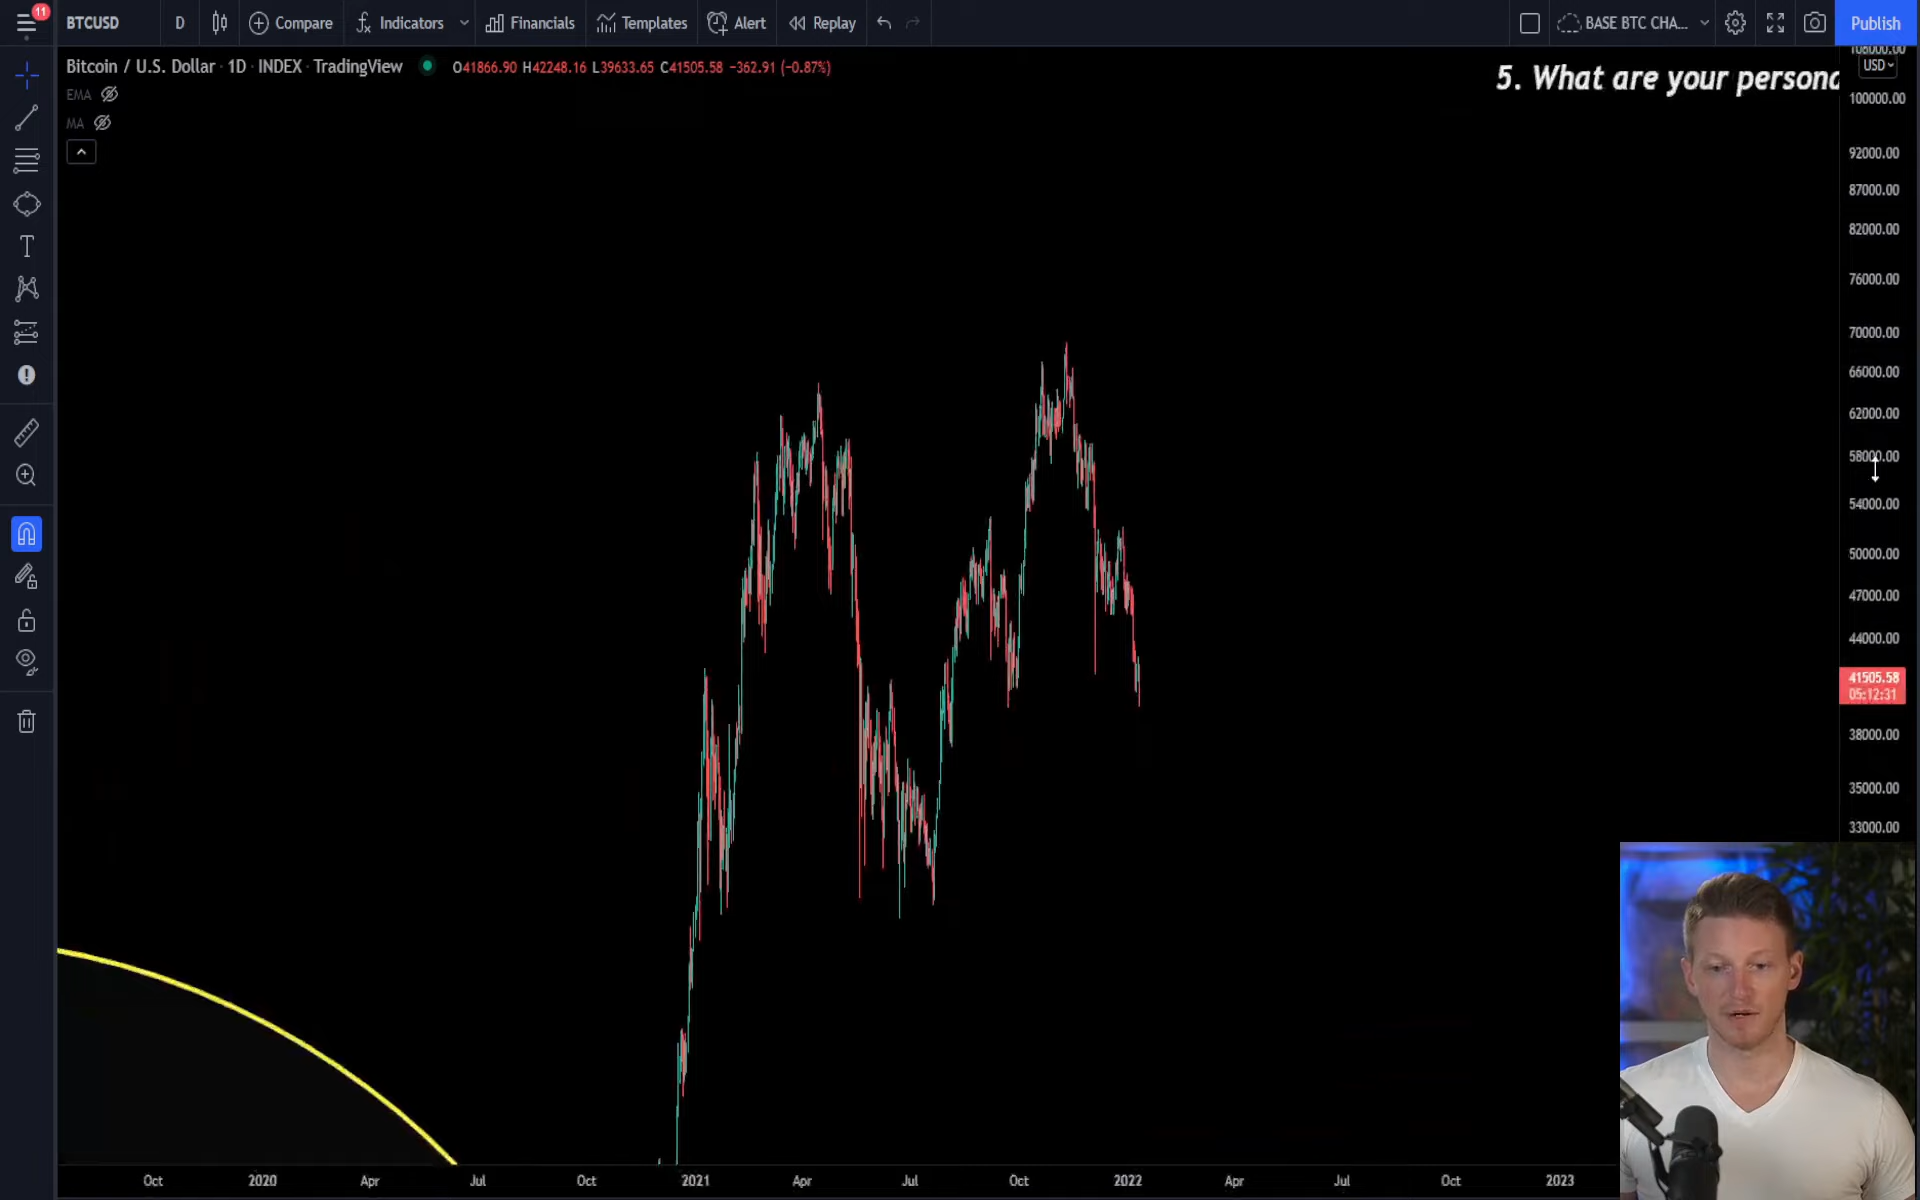 11
BTCUSD D Compare Indicators Financials Templates Alert Replay BASE BTC CHA... Publish
Bitcoin / U.S. Dollar · 1D · INDEX · TradingView O41866.90 H42248.16 L39633.65 C41505.58 −362.91 (−0.87%)
EMA
MA
5. What are your persona
108000.00
USD
100000.00
92000.00
87000.00
82000.00
76000.00
70000.00
66000.00
62000.00
58000.00
54000.00
50000.00
47000.00
44000.00
41505.58
05:12:31
38000.00
35000.00
33000.00
Oct 2020 Apr Jul Oct 2021 Apr Jul Oct 2022 Apr Jul Oct 2023